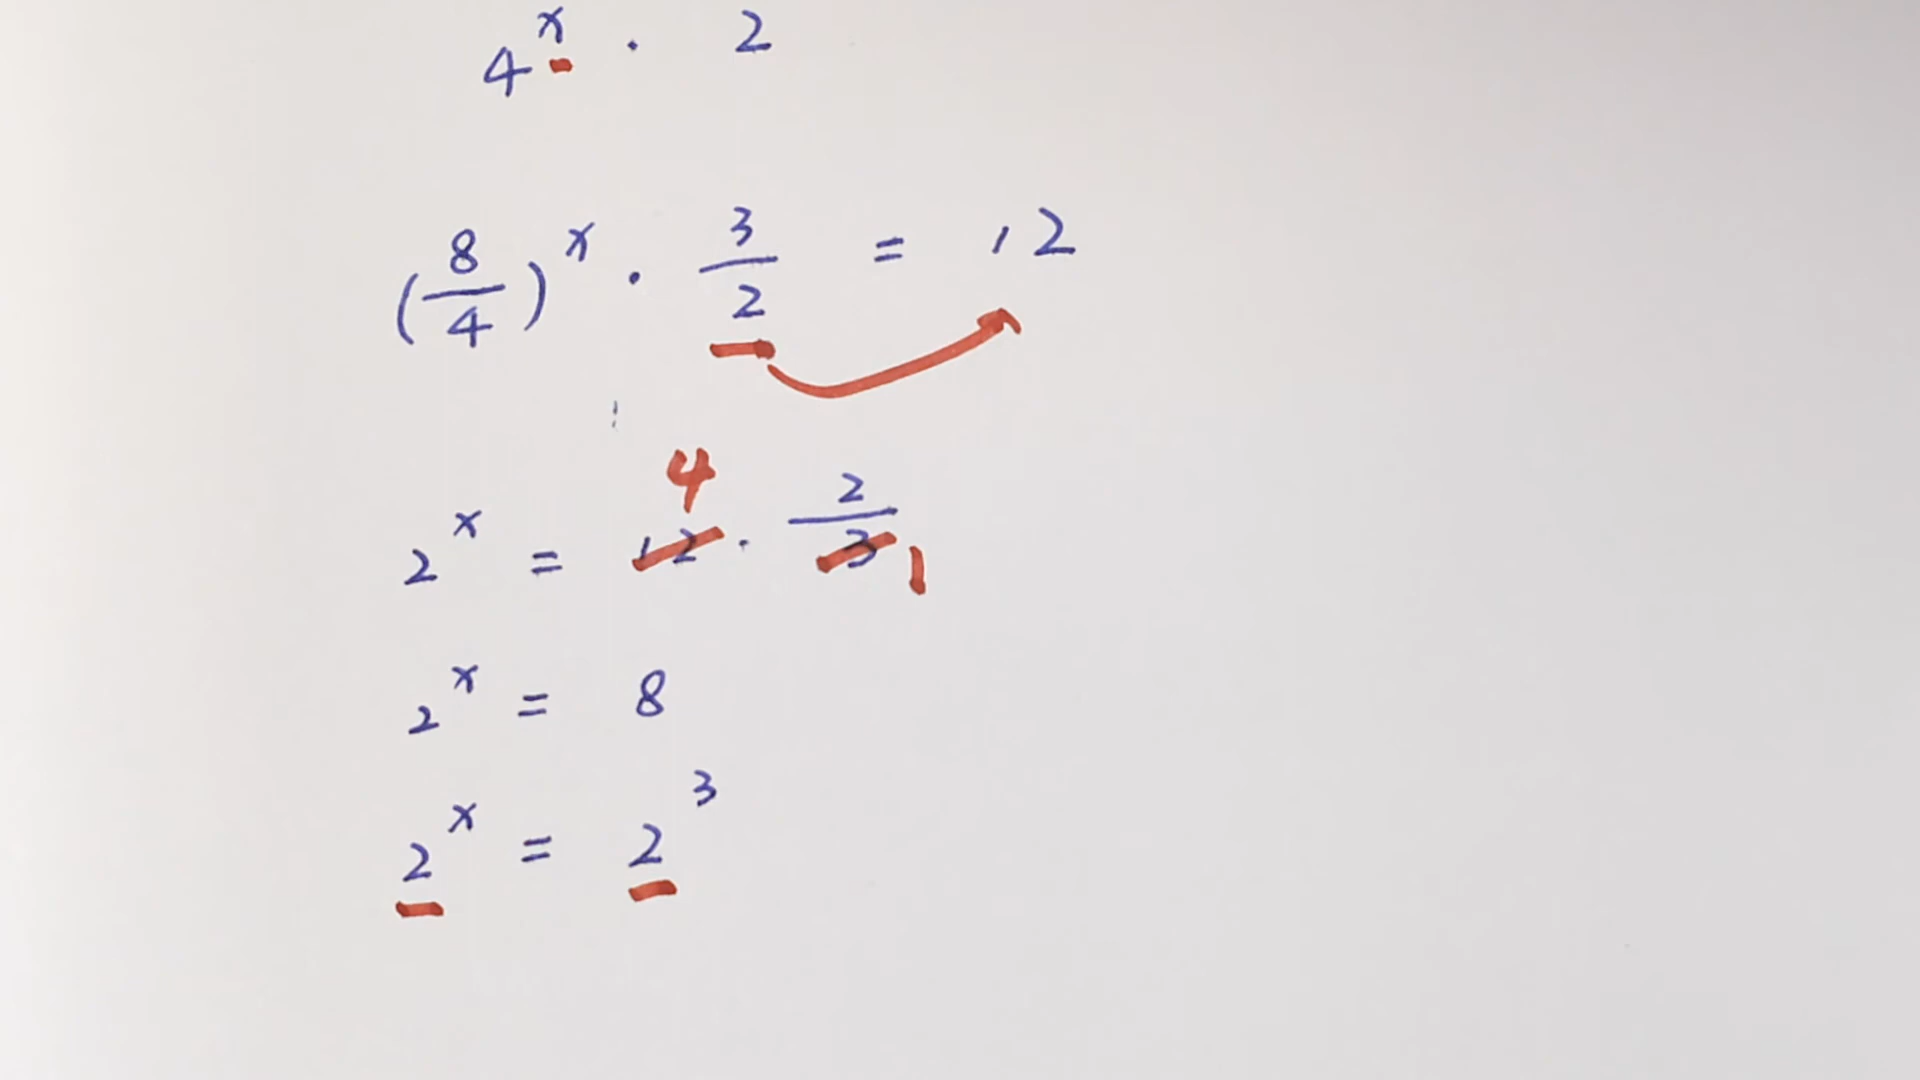 4^x · 2
(8/4)^x · 3/2 = 12
4
2^x = 12 · 2/3 1
2^x = 8
2^x = 2^3